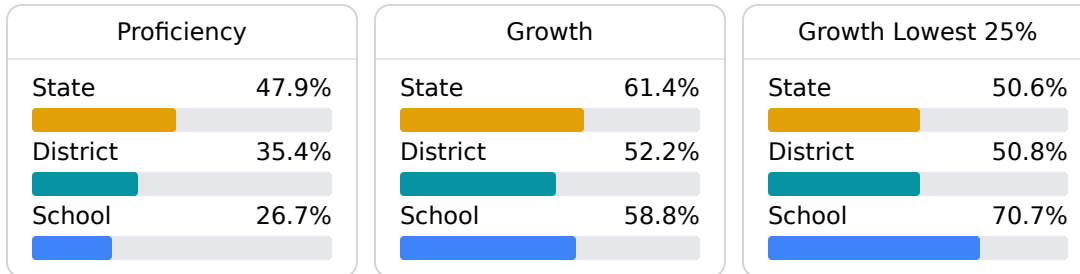 Proficiency
State 47.9%
District 35.4%
School 26.7%
Growth
State 61.4%
District 52.2%
School 58.8%
Growth Lowest 25%
State 50.6%
District 50.8%
School 70.7%